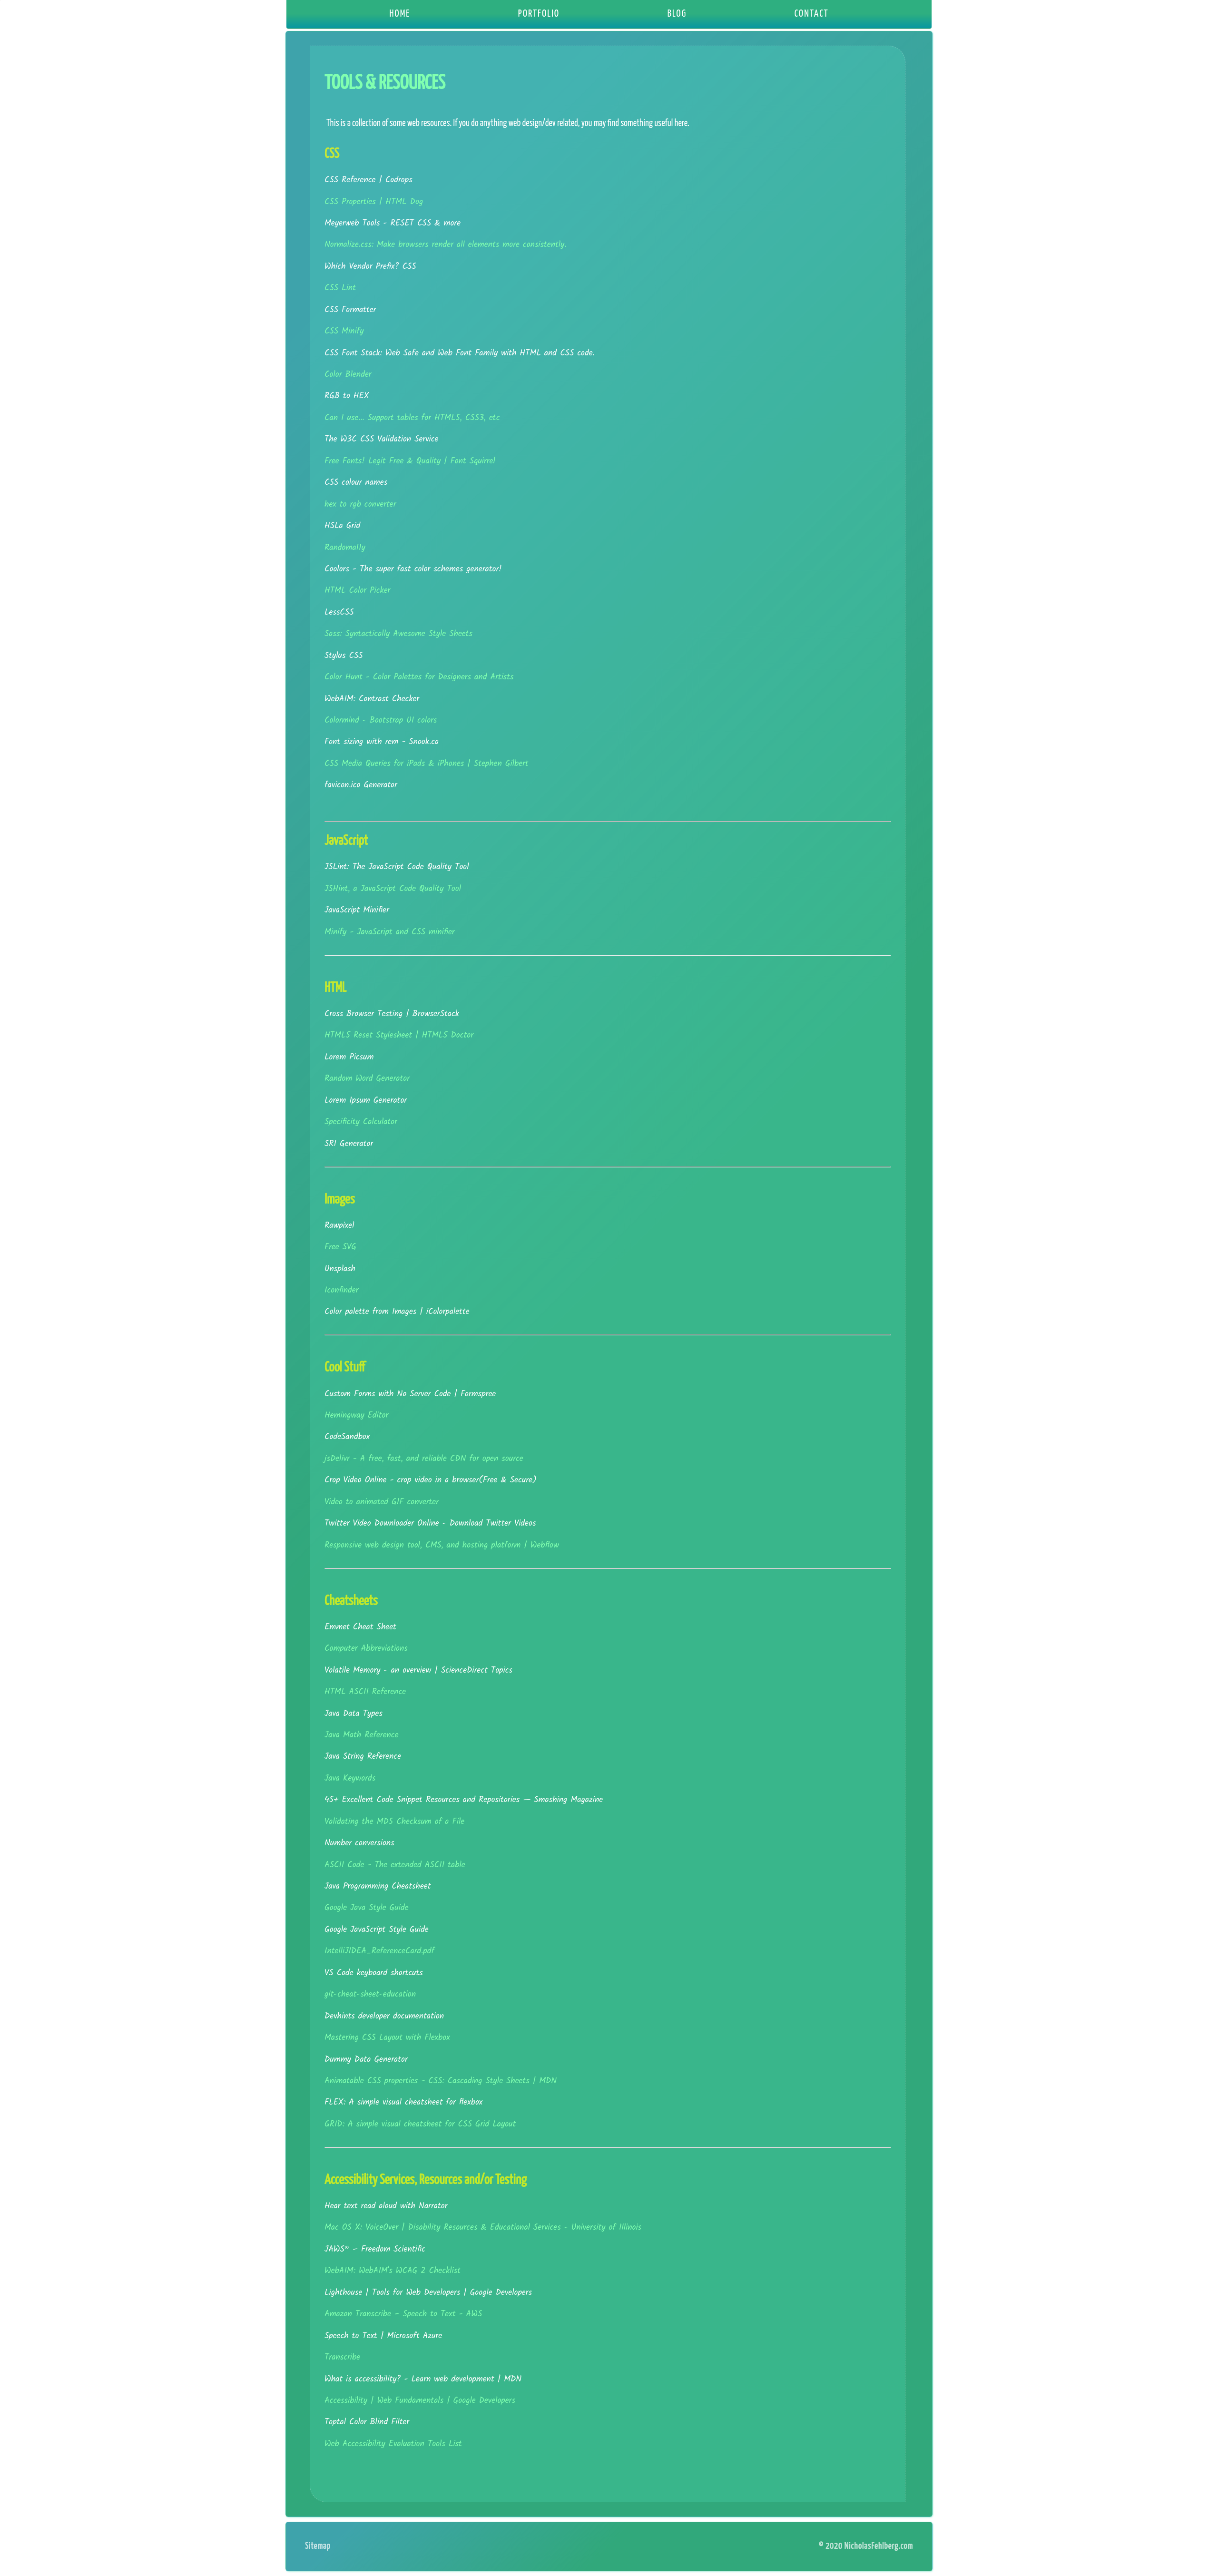 HOME PORTFOLIO BLOG CONTACT
TOOLS & RESOURCES
This is a collection of some web resources. If you do anything web design/dev related, you may find something useful here.
CSS
CSS Reference | Codrops
CSS Properties | HTML Dog
Meyerweb Tools - RESET CSS & more
Normalize.css: Make browsers render all elements more consistently.
Which Vendor Prefix? CSS
CSS Lint
CSS Formatter
CSS Minify
CSS Font Stack: Web Safe and Web Font Family with HTML and CSS code.
Color Blender
RGB to HEX
Can I use... Support tables for HTML5, CSS3, etc
The W3C CSS Validation Service
Free Fonts! Legit Free & Quality | Font Squirrel
CSS colour names
hex to rgb converter
HSLa Grid
Randoma11y
Coolors - The super fast color schemes generator!
HTML Color Picker
LessCSS
Sass: Syntactically Awesome Style Sheets
Stylus CSS
Color Hunt - Color Palettes for Designers and Artists
WebAIM: Contrast Checker
Colormind - Bootstrap UI colors
Font sizing with rem - Snook.ca
CSS Media Queries for iPads & iPhones | Stephen Gilbert
favicon.ico Generator
JavaScript
JSLint: The JavaScript Code Quality Tool
JSHint, a JavaScript Code Quality Tool
JavaScript Minifier
Minify - JavaScript and CSS minifier
HTML
Cross Browser Testing | BrowserStack
HTML5 Reset Stylesheet | HTML5 Doctor
Lorem Picsum
Random Word Generator
Lorem Ipsum Generator
Specificity Calculator
SRI Generator
Images
Rawpixel
Free SVG
Unsplash
Iconfinder
Color palette from Images | iColorpalette
Cool Stuff
Custom Forms with No Server Code | Formspree
Hemingway Editor
CodeSandbox
jsDelivr - A free, fast, and reliable CDN for open source
Crop Video Online - crop video in a browser(Free & Secure)
Video to animated GIF converter
Twitter Video Downloader Online - Download Twitter Videos
Responsive web design tool, CMS, and hosting platform | Webflow
Cheatsheets
Emmet Cheat Sheet
Computer Abbreviations
Volatile Memory - an overview | ScienceDirect Topics
HTML ASCII Reference
Java Data Types
Java Math Reference
Java String Reference
Java Keywords
45+ Excellent Code Snippet Resources and Repositories — Smashing Magazine
Validating the MD5 Checksum of a File
Number conversions
ASCII Code - The extended ASCII table
Java Programming Cheatsheet
Google Java Style Guide
Google JavaScript Style Guide
IntelliJIDEA_ReferenceCard.pdf
VS Code keyboard shortcuts
git-cheat-sheet-education
Devhints developer documentation
Mastering CSS Layout with Flexbox
Dummy Data Generator
Animatable CSS properties - CSS: Cascading Style Sheets | MDN
FLEX: A simple visual cheatsheet for flexbox
GRID: A simple visual cheatsheet for CSS Grid Layout
Accessibility Services, Resources and/or Testing
Hear text read aloud with Narrator
Mac OS X: VoiceOver | Disability Resources & Educational Services - University of Illinois
JAWS® – Freedom Scientific
WebAIM: WebAIM's WCAG 2 Checklist
Lighthouse | Tools for Web Developers | Google Developers
Amazon Transcribe – Speech to Text - AWS
Speech to Text | Microsoft Azure
Transcribe
What is accessibility? - Learn web development | MDN
Accessibility | Web Fundamentals | Google Developers
Toptal Color Blind Filter
Web Accessibility Evaluation Tools List
Sitemap © 2020 NicholasFehlberg.com